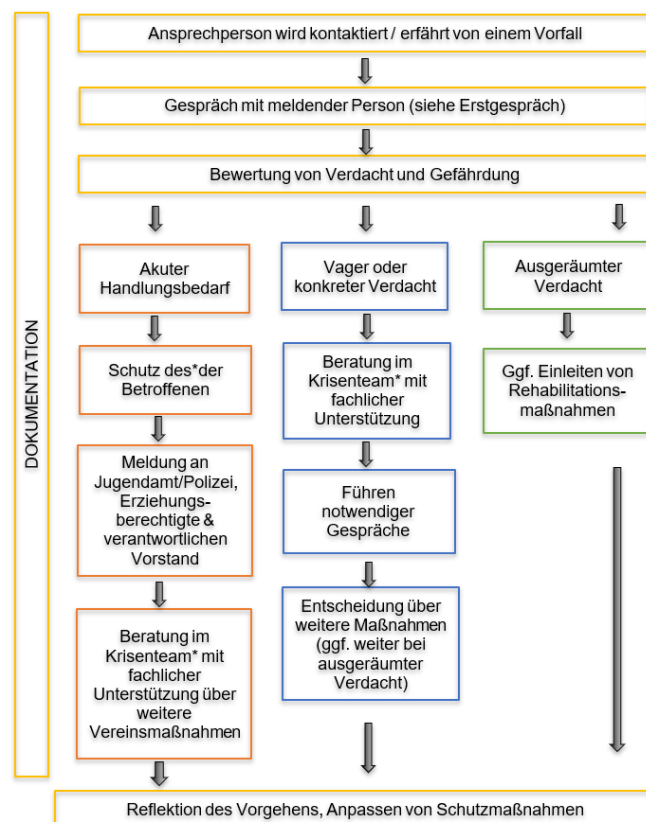 DOKUMENTATION
Ansprechperson wird kontaktiert / erfährt von einem Vorfall
Gespräch mit meldender Person (siehe Erstgespräch)
Bewertung von Verdacht und Gefährdung
Akuter
Handlungsbedarf
Schutz des*der
Betroffenen
Meldung an
Jugendamt/Polizei,
Erziehungs-
berechtigte &
verantwortlichen
Vorstand
Beratung im
Krisenteam* mit
fachlicher
Unterstützung über
weitere
Vereinsmaßnahmen
Vager oder
konkreter Verdacht
Beratung im
Krisenteam* mit
fachlicher
Unterstützung
Führen
notwendiger
Gespräche
Entscheidung über
weitere Maßnahmen
(ggf. weiter bei
ausgeräumter
Verdacht)
Ausgeräumter
Verdacht
Ggf. Einleiten von
Rehabilitations-
maßnahmen
Reflektion des Vorgehens, Anpassen von Schutzmaßnahmen